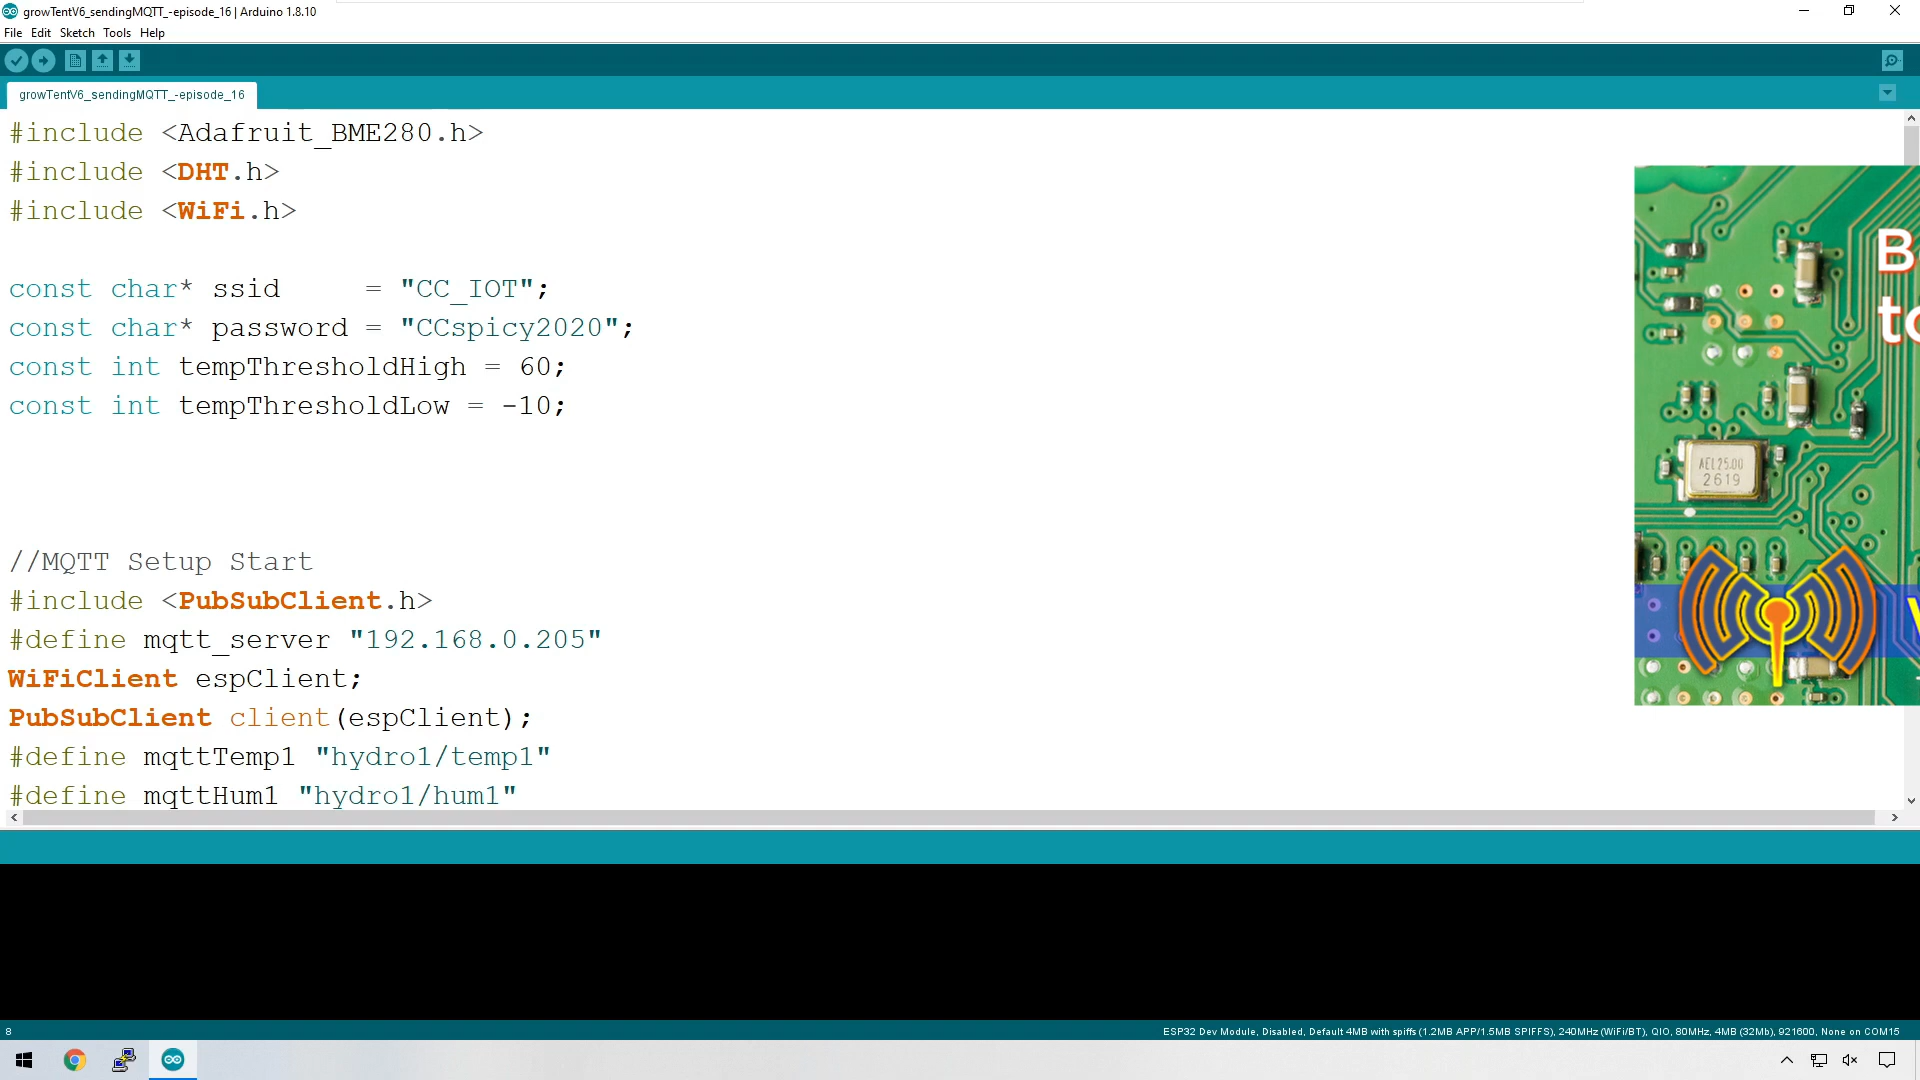 growTentV6_sendingMQTT_-episode_16 | Arduino 1.8.10
File Edit Sketch Tools Help
growTentV6_sendingMQTT_-episode_16
#include <Adafruit_BME280.h>
#include <DHT.h>
#include <WiFi.h>
const char* ssid     = "CC_IOT";
const char* password = "CCspicy2020";
const int tempThresholdHigh = 60;
const int tempThresholdLow = -10;
//MQTT Setup Start
#include <PubSubClient.h>
#define mqtt_server "192.168.0.205"
WiFiClient espClient;
PubSubClient client(espClient);
#define mqttTemp1 "hydro1/temp1"
#define mqttHum1 "hydro1/hum1"
B
to
AEL25.00
2619
8
ESP32 Dev Module, Disabled, Default 4MB with spiffs (1.2MB APP/1.5MB SPIFFS), 240MHz (WiFi/BT), QIO, 80MHz, 4MB (32Mb), 921600, None on COM15